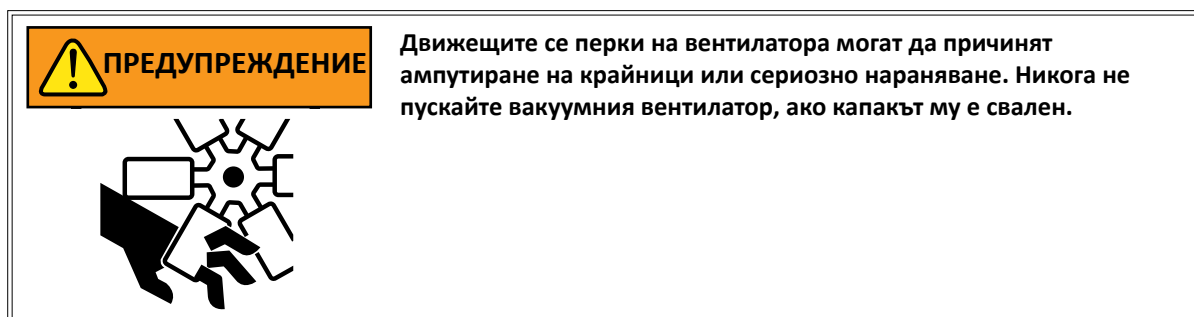 ПРЕДУПРЕЖДЕНИЕ
Движещите се перки на вентилатора могат да причинят
ампутиране на крайници или сериозно нараняване. Никога не
пускайте вакуумния вентилатор, ако капакът му е свален.